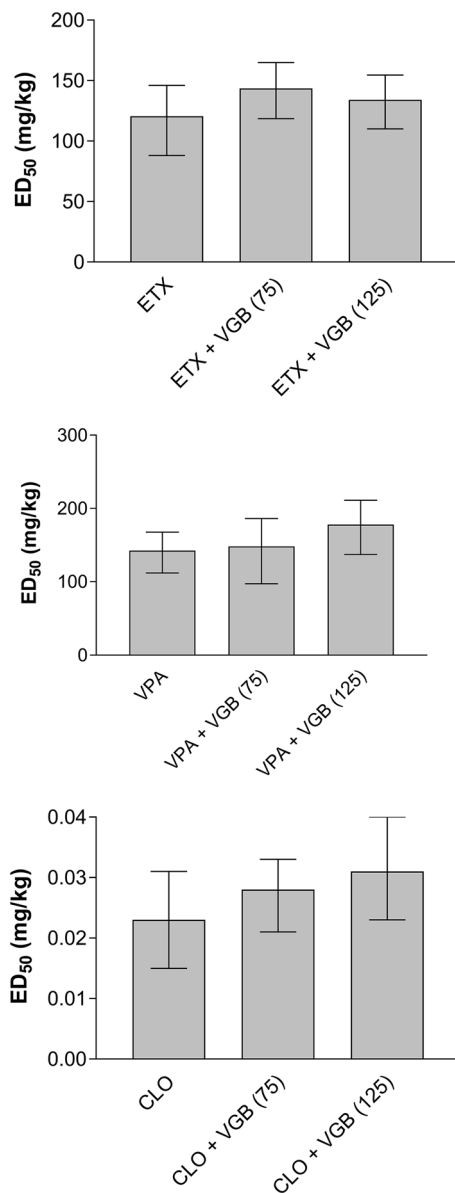 200
150
100
50
0
ED50 (mg/kg)
ETX
ETX + VGB (75)
ETX + VGB (125)
300
200
100
0
ED50 (mg/kg)
VPA
VPA + VGB (75)
VPA + VGB (125)
0.04
0.03
0.02
0.01
0.00
ED50 (mg/kg)
CLO
CLO + VGB (75)
CLO + VGB (125)